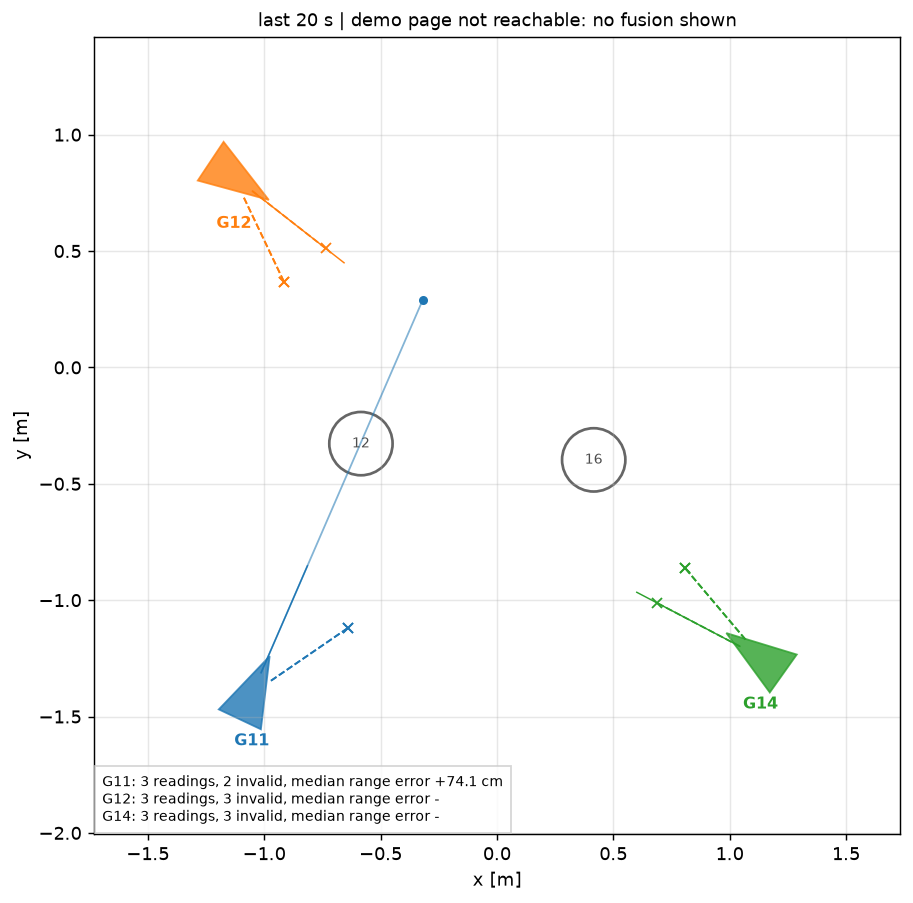 last 20 s | demo page not reachable: no fusion shown
1.0
0.5
0.0
−0.5
−1.0
−1.5
−2.0
y [m]
G12
12
16
G14
G11
G11: 3 readings, 2 invalid, median range error +74.1 cm
G12: 3 readings, 3 invalid, median range error -
G14: 3 readings, 3 invalid, median range error -
−1.5 −1.0 −0.5 0.0 0.5 1.0 1.5
x [m]